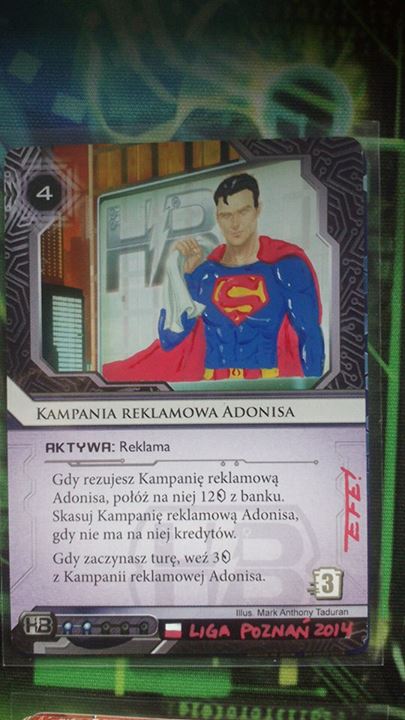 4
HB
S
KAMPANIA REKLAMOWA ADONISA
AKTYWA: Reklama
Gdy rezujesz Kampanię reklamową
Adonisa, połóż na niej 12 z banku.
Skasuj Kampanię reklamową Adonisa,
gdy nie ma na niej kredytów.
Gdy zaczynasz turę, weź 3
z Kampanii reklamowej Adonisa.
3
Illus. Mark Anthony Taduran
HB
LIGA POZNAŃ 2014